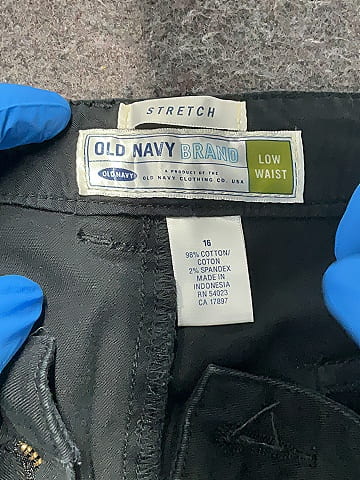 STRETCH
OLD NAVY BRAND
OLD NAVY
A PRODUCT OF THE
OLD NAVY CLOTHING CO. USA
LOW
WAIST
16
98% COTTON/
COTON
2% SPANDEX
MADE IN
INDONESIA
RN 54023
CA 17897